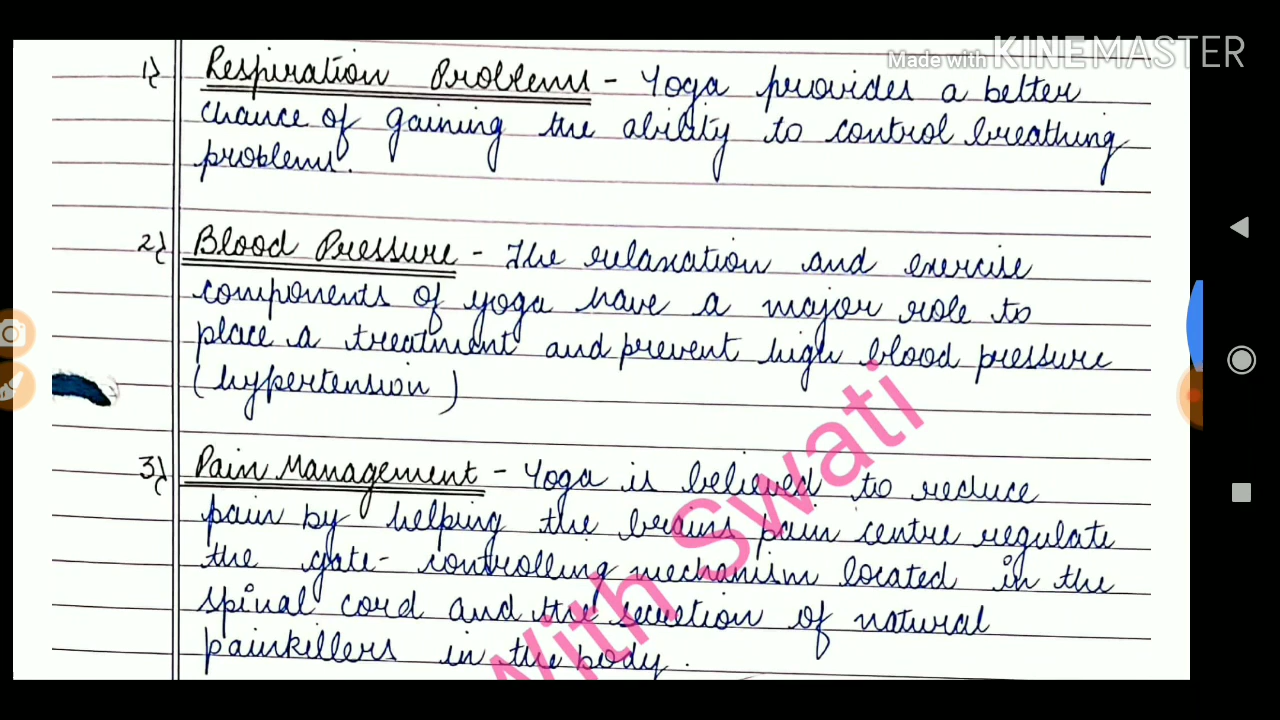 Made with KINEMASTER
1) Respiration Problems - Yoga provides a better
chance of gaining the ability to control breathing
problems.
2) Blood Pressure - The relaxation and exercise
components of yoga have a major role to
place a treatment and prevent high blood pressure
(hypertension)
3) Pain Management - Yoga is believed to reduce
pain by helping the brains pain centre regulate
the gate-controlling mechanism located in the
spinal cord and the secretion of natural
painkillers in the body.
With Swati